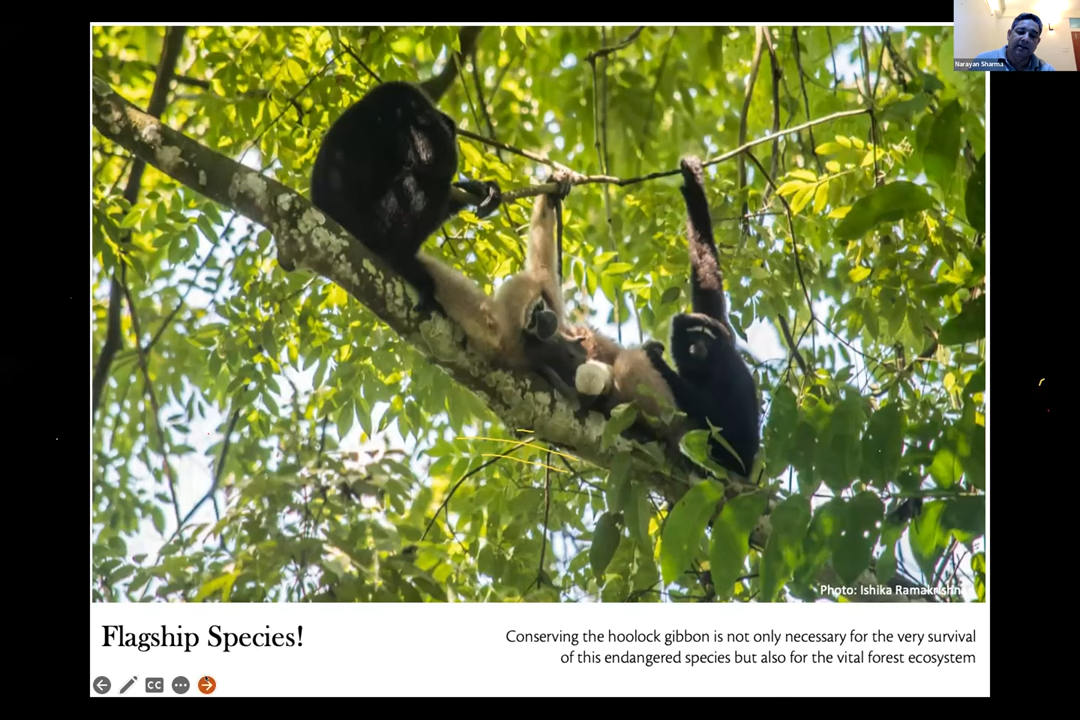 Narayan Sharma
Photo: Ishika Ramakrishna
Flagship Species!
Conserving the hoolock gibbon is not only necessary for the very survival
of this endangered species but also for the vital forest ecosystem
CC